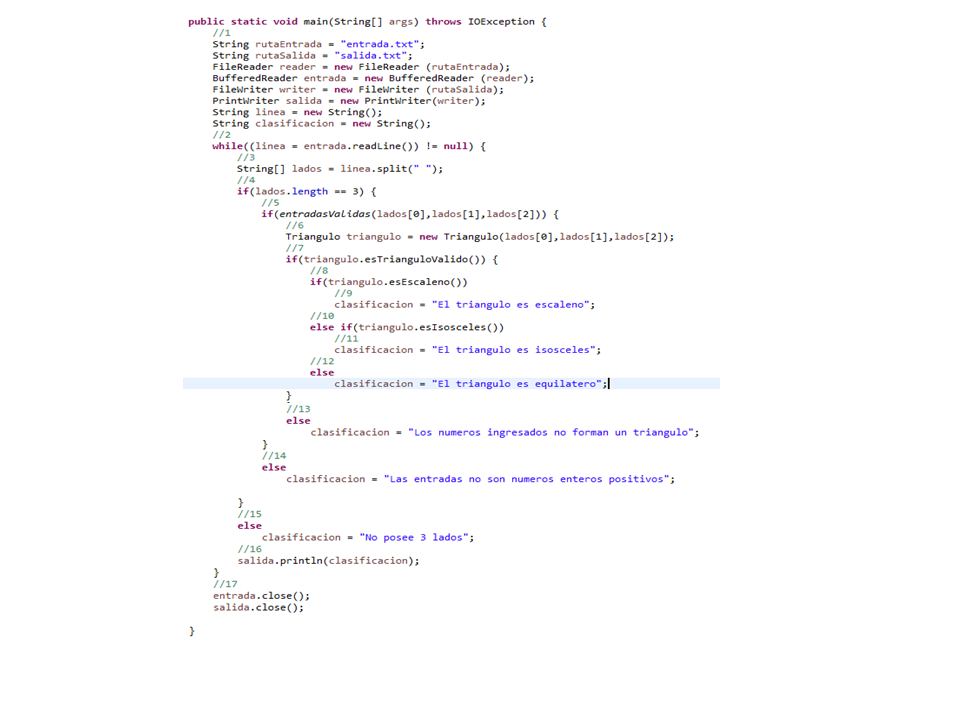 public static void main(String[] args) throws IOException {
//1
String rutaEntrada = "entrada.txt";
String rutaSalida = "salida.txt";
FileReader reader = new FileReader (rutaEntrada);
BufferedReader entrada = new BufferedReader (reader);
FileWriter writer = new FileWriter (rutaSalida);
PrintWriter salida = new PrintWriter(writer);
String linea = new String();
String clasificacion = new String();
//2
while((linea = entrada.readLine()) != null) {
//3
String[] lados = linea.split(" ");
//4
if(lados.length == 3) {
//5
if(entradasValidas(lados[0],lados[1],lados[2])) {
//6
Triangulo triangulo = new Triangulo(lados[0],lados[1],lados[2]);
//7
if(triangulo.esTrianguloValido()) {
//8
if(triangulo.esEscaleno())
//9
clasificacion = "El triangulo es escaleno";
//10
else if(triangulo.esIsosceles())
//11
clasificacion = "El triangulo es isosceles";
//12
else
clasificacion = "El triangulo es equilatero";
}
//13
else
clasificacion = "Los numeros ingresados no forman un triangulo";
}
//14
else
clasificacion = "Las entradas no son numeros enteros positivos";
}
//15
else
clasificacion = "No posee 3 lados";
//16
salida.println(clasificacion);
}
//17
entrada.close();
salida.close();
}